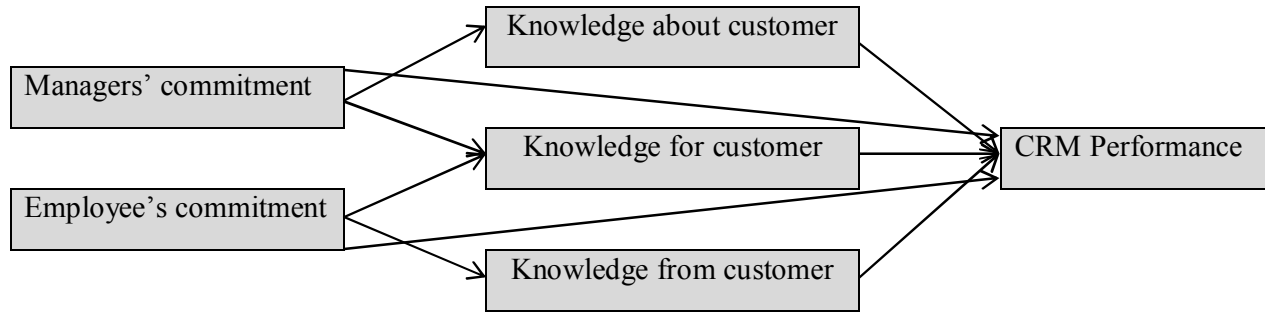 Knowledge about customer
Managers’ commitment
Knowledge for customer
CRM Performance
Employee’s commitment
Knowledge from customer